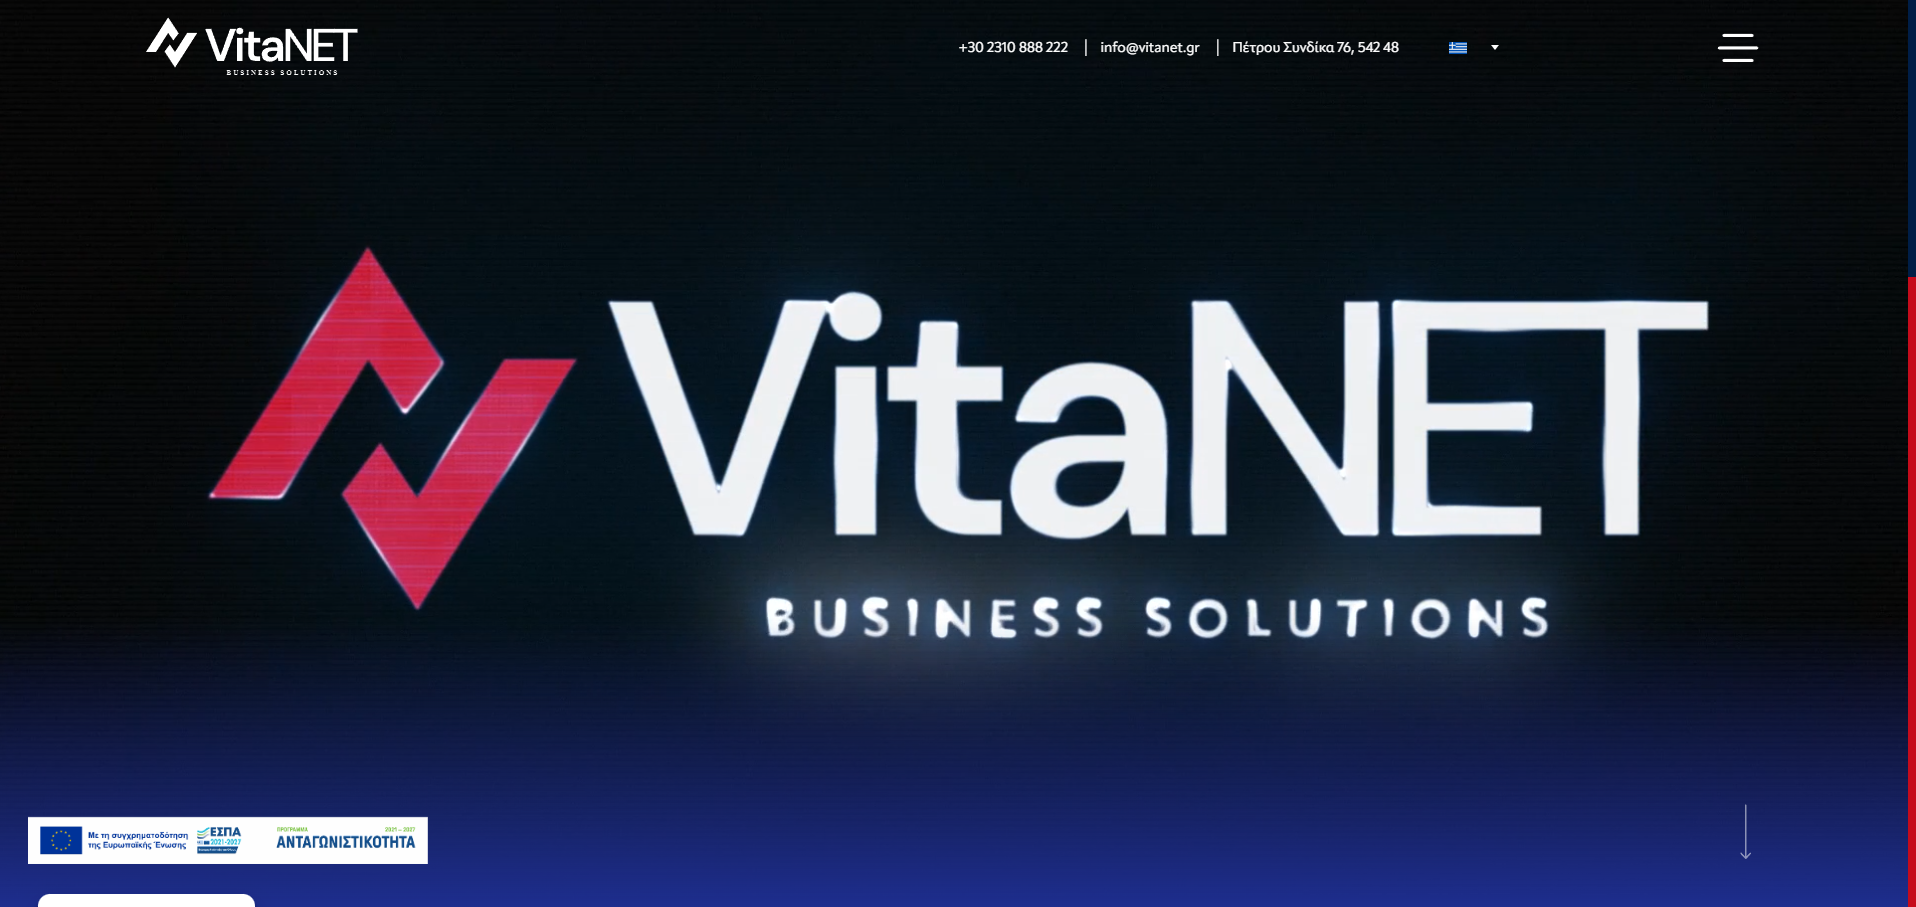 VitaNET
BUSINESS SOLUTIONS
+30 2310 888 222 | info@vitanet.gr | Πέτρου Συνδίκα 76, 542 48
VitaNET
BUSINESS SOLUTIONS
Με τη συγχρηματοδότηση
της Ευρωπαϊκής Ένωσης
ΕΣΠΑ
2021-2027
ΠΡΟΓΡΑΜΜΑ 2021 – 2027
ΑΝΤΑΓΩΝΙΣΤΙΚΟΤΗΤΑ